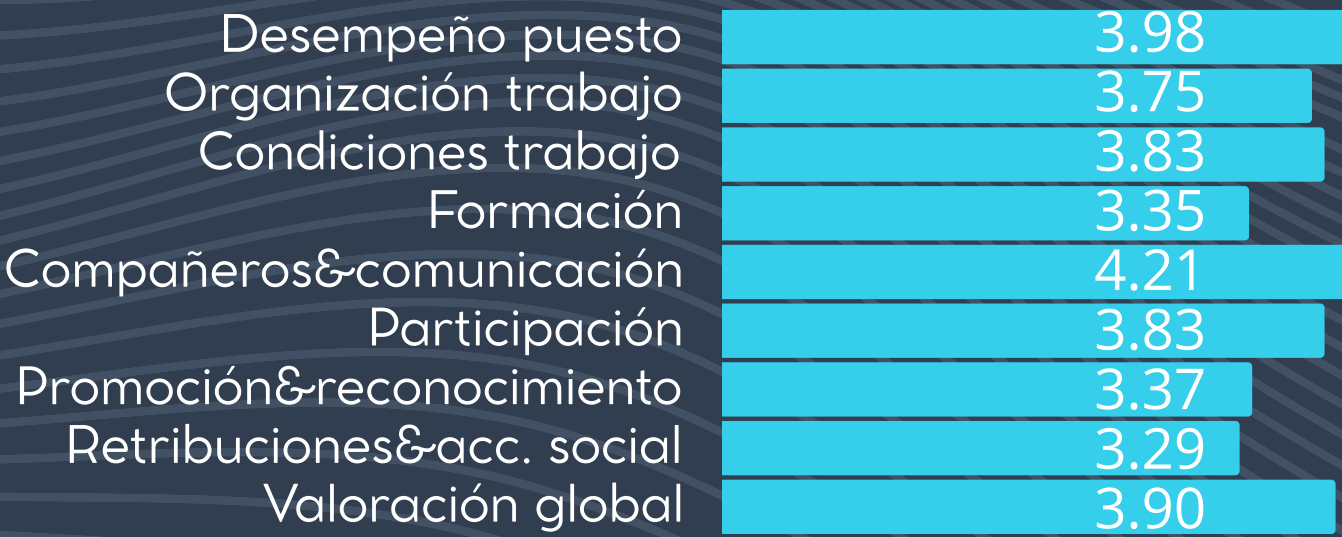 Desempeño puesto 3.98
Organización trabajo 3.75
Condiciones trabajo 3.83
Formación 3.35
Compañeros&comunicación 4.21
Participación 3.83
Promoción&reconocimiento 3.37
Retribuciones&acc. social 3.29
Valoración global 3.90